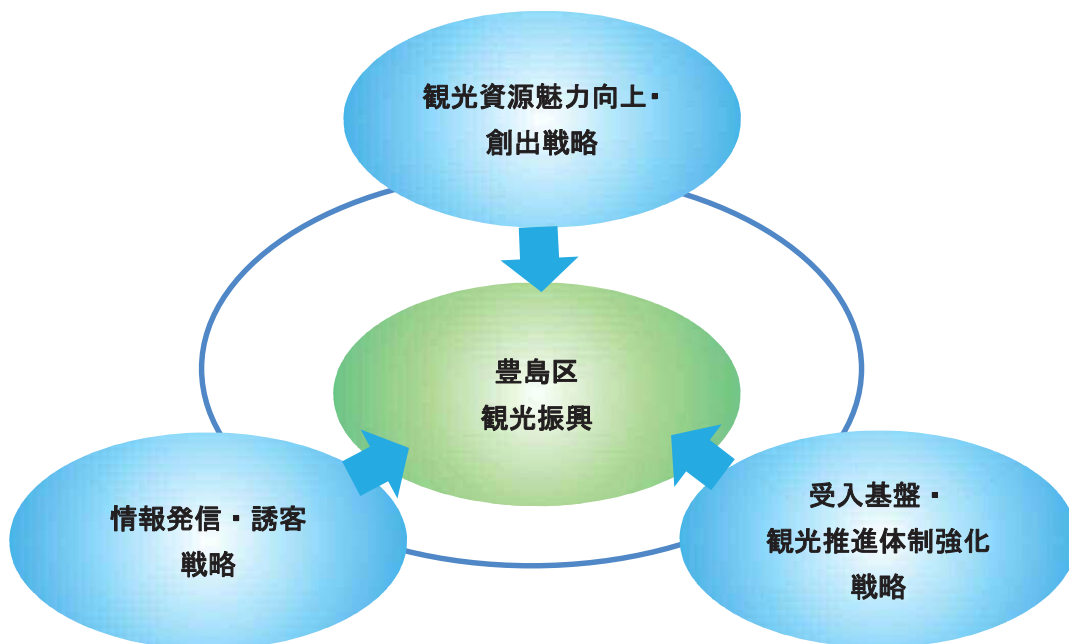 観光資源魅力向上・
創出戦略
豊島区
観光振興
情報発信・誘客
戦略
受入基盤・
観光推進体制強化
戦略